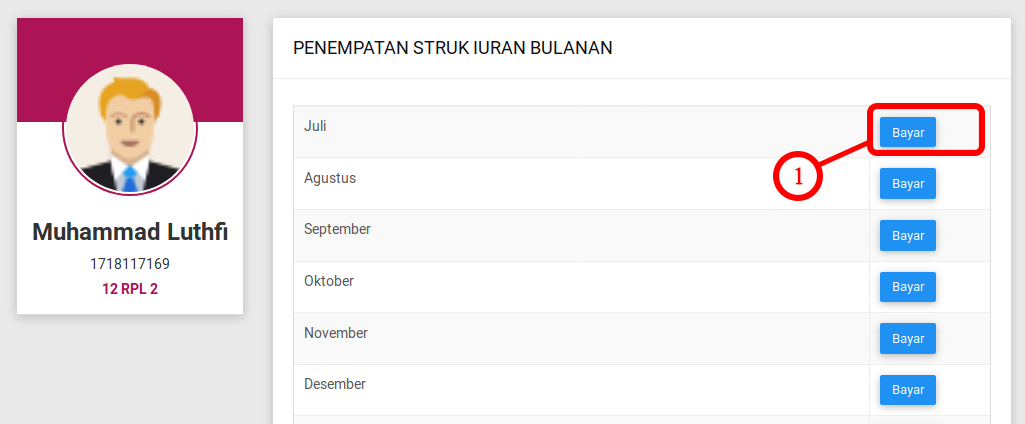 Muhammad Luthfi
1718117169
12 RPL 2
PENEMPATAN STRUK IURAN BULANAN
Juli Bayar
1
Agustus Bayar
September Bayar
Oktober Bayar
November Bayar
Desember Bayar